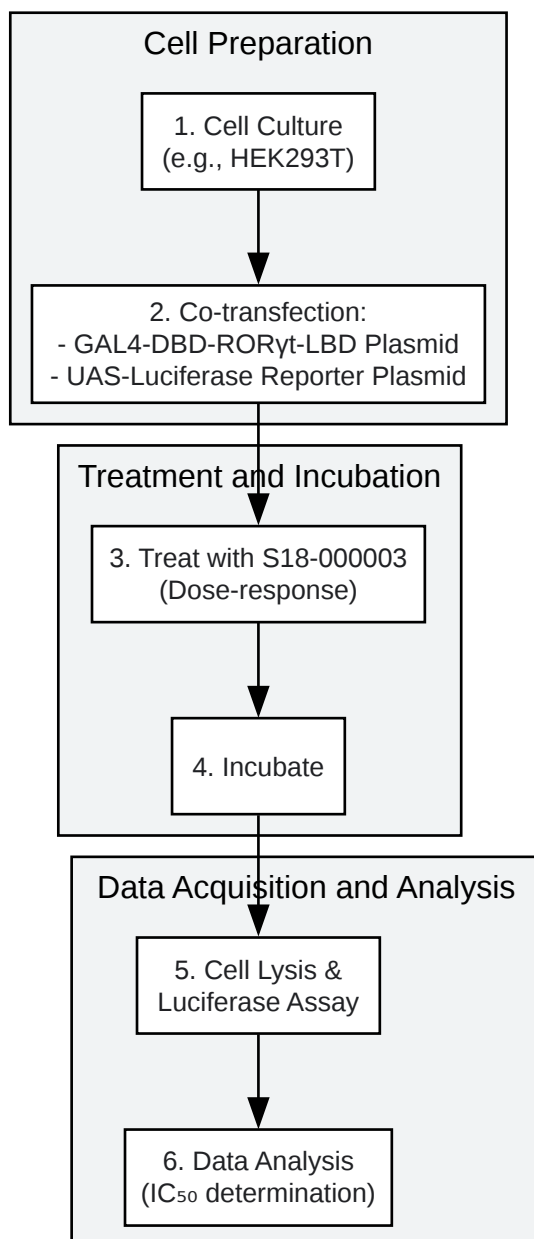 Cell Preparation
1. Cell Culture
(e.g., HEK293T)
2. Co-transfection:
- GAL4-DBD-RORγt-LBD Plasmid
- UAS-Luciferase Reporter Plasmid
Treatment and Incubation
3. Treat with S18-000003
(Dose-response)
4. Incubate
Data Acquisition and Analysis
5. Cell Lysis &
Luciferase Assay
6. Data Analysis
(IC₅₀ determination)